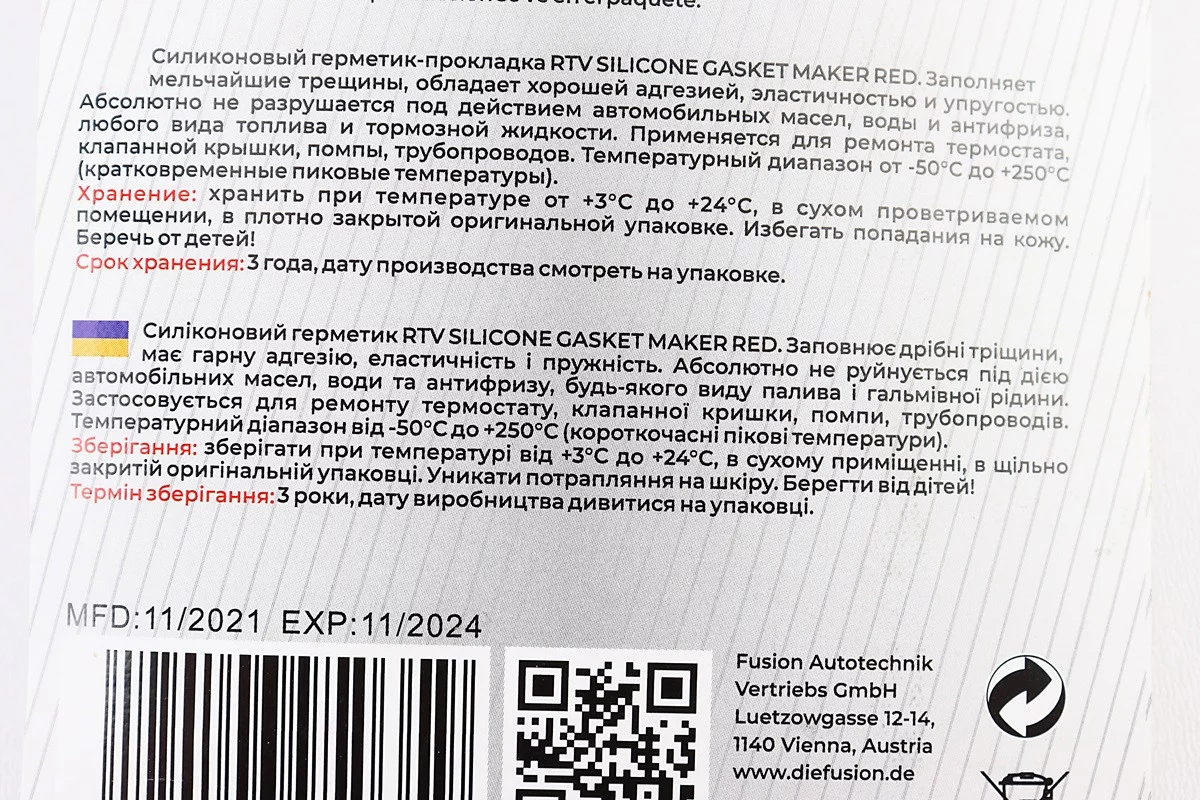 en el paquete.
Силиконовый герметик-прокладка RTV SILICONE GASKET MAKER RED. Заполняет
мельчайшие трещины, обладает хорошей адгезией, эластичностью и упругостью.
Абсолютно не разрушается под действием автомобильных масел, воды и антифриза,
любого вида топлива и тормозной жидкости. Применяется для ремонта термостата,
клапанной крышки, помпы, трубопроводов. Температурный диапазон от -50°C до +250°C
(кратковременные пиковые температуры).
Хранение: хранить при температуре от +3°C до +24°C, в сухом проветриваемом
помещении, в плотно закрытой оригинальной упаковке. Избегать попадания на кожу.
Беречь от детей!
Срок хранения: 3 года, дату производства смотреть на упаковке.
Силіконовий герметик RTV SILICONE GASKET MAKER RED. Заповнює дрібні тріщини,
має гарну адгезію, еластичність і пружність. Абсолютно не руйнується під дією
автомобільних масел, води та антифризу, будь-якого виду палива і гальмівної рідини.
Застосовується для ремонту термостату, клапанної кришки, помпи, трубопроводів.
Температурний діапазон від -50°C до +250°C (короткочасні пікові температури).
Зберігання: зберігати при температурі від +3°C до +24°C, в сухому приміщенні, в щільно
закритій оригінальній упаковці. Уникати потрапляння на шкіру. Берегти від дітей!
Термін зберігання: 3 роки, дату виробництва дивитися на упаковці.
MFD:11/2021 EXP:11/2024
Fusion Autotechnik
Vertriebs GmbH
Luetzowgasse 12-14,
1140 Vienna, Austria
www.diefusion.de